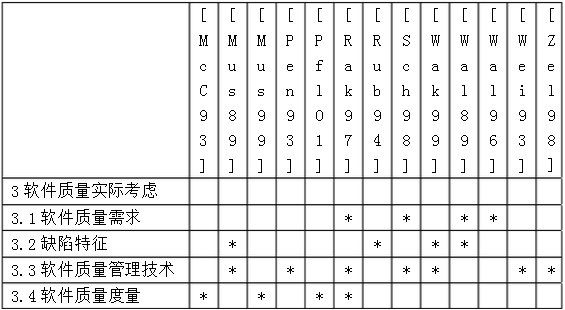 [McC93] [Mus89] [Mus99] [Pen93] [Pfl01] [Rak97] [Rub94] [Sch98] [Wak99] [Wal89] [Wal96] [Wei93] [Zel98]
3软件质量实际考虑
3.1软件质量需求 * * * *
3.2缺陷特征 * * * *
3.3软件质量管理技术 * * * * * * *
3.4软件质量度量 * * * *